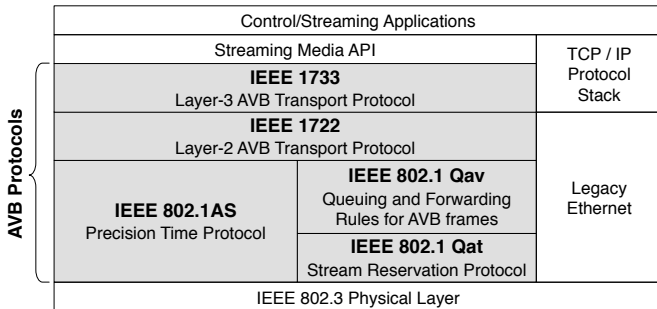 Control/Streaming Applications
Streaming Media API
IEEE 1733
Layer-3 AVB Transport Protocol
TCP / IP
Protocol
Stack
AVB Protocols
IEEE 1722
Layer-2 AVB Transport Protocol
IEEE 802.1AS
Precision Time Protocol
IEEE 802.1 Qav
Queuing and Forwarding
Rules for AVB frames
IEEE 802.1 Qat
Stream Reservation Protocol
Legacy
Ethernet
IEEE 802.3 Physical Layer